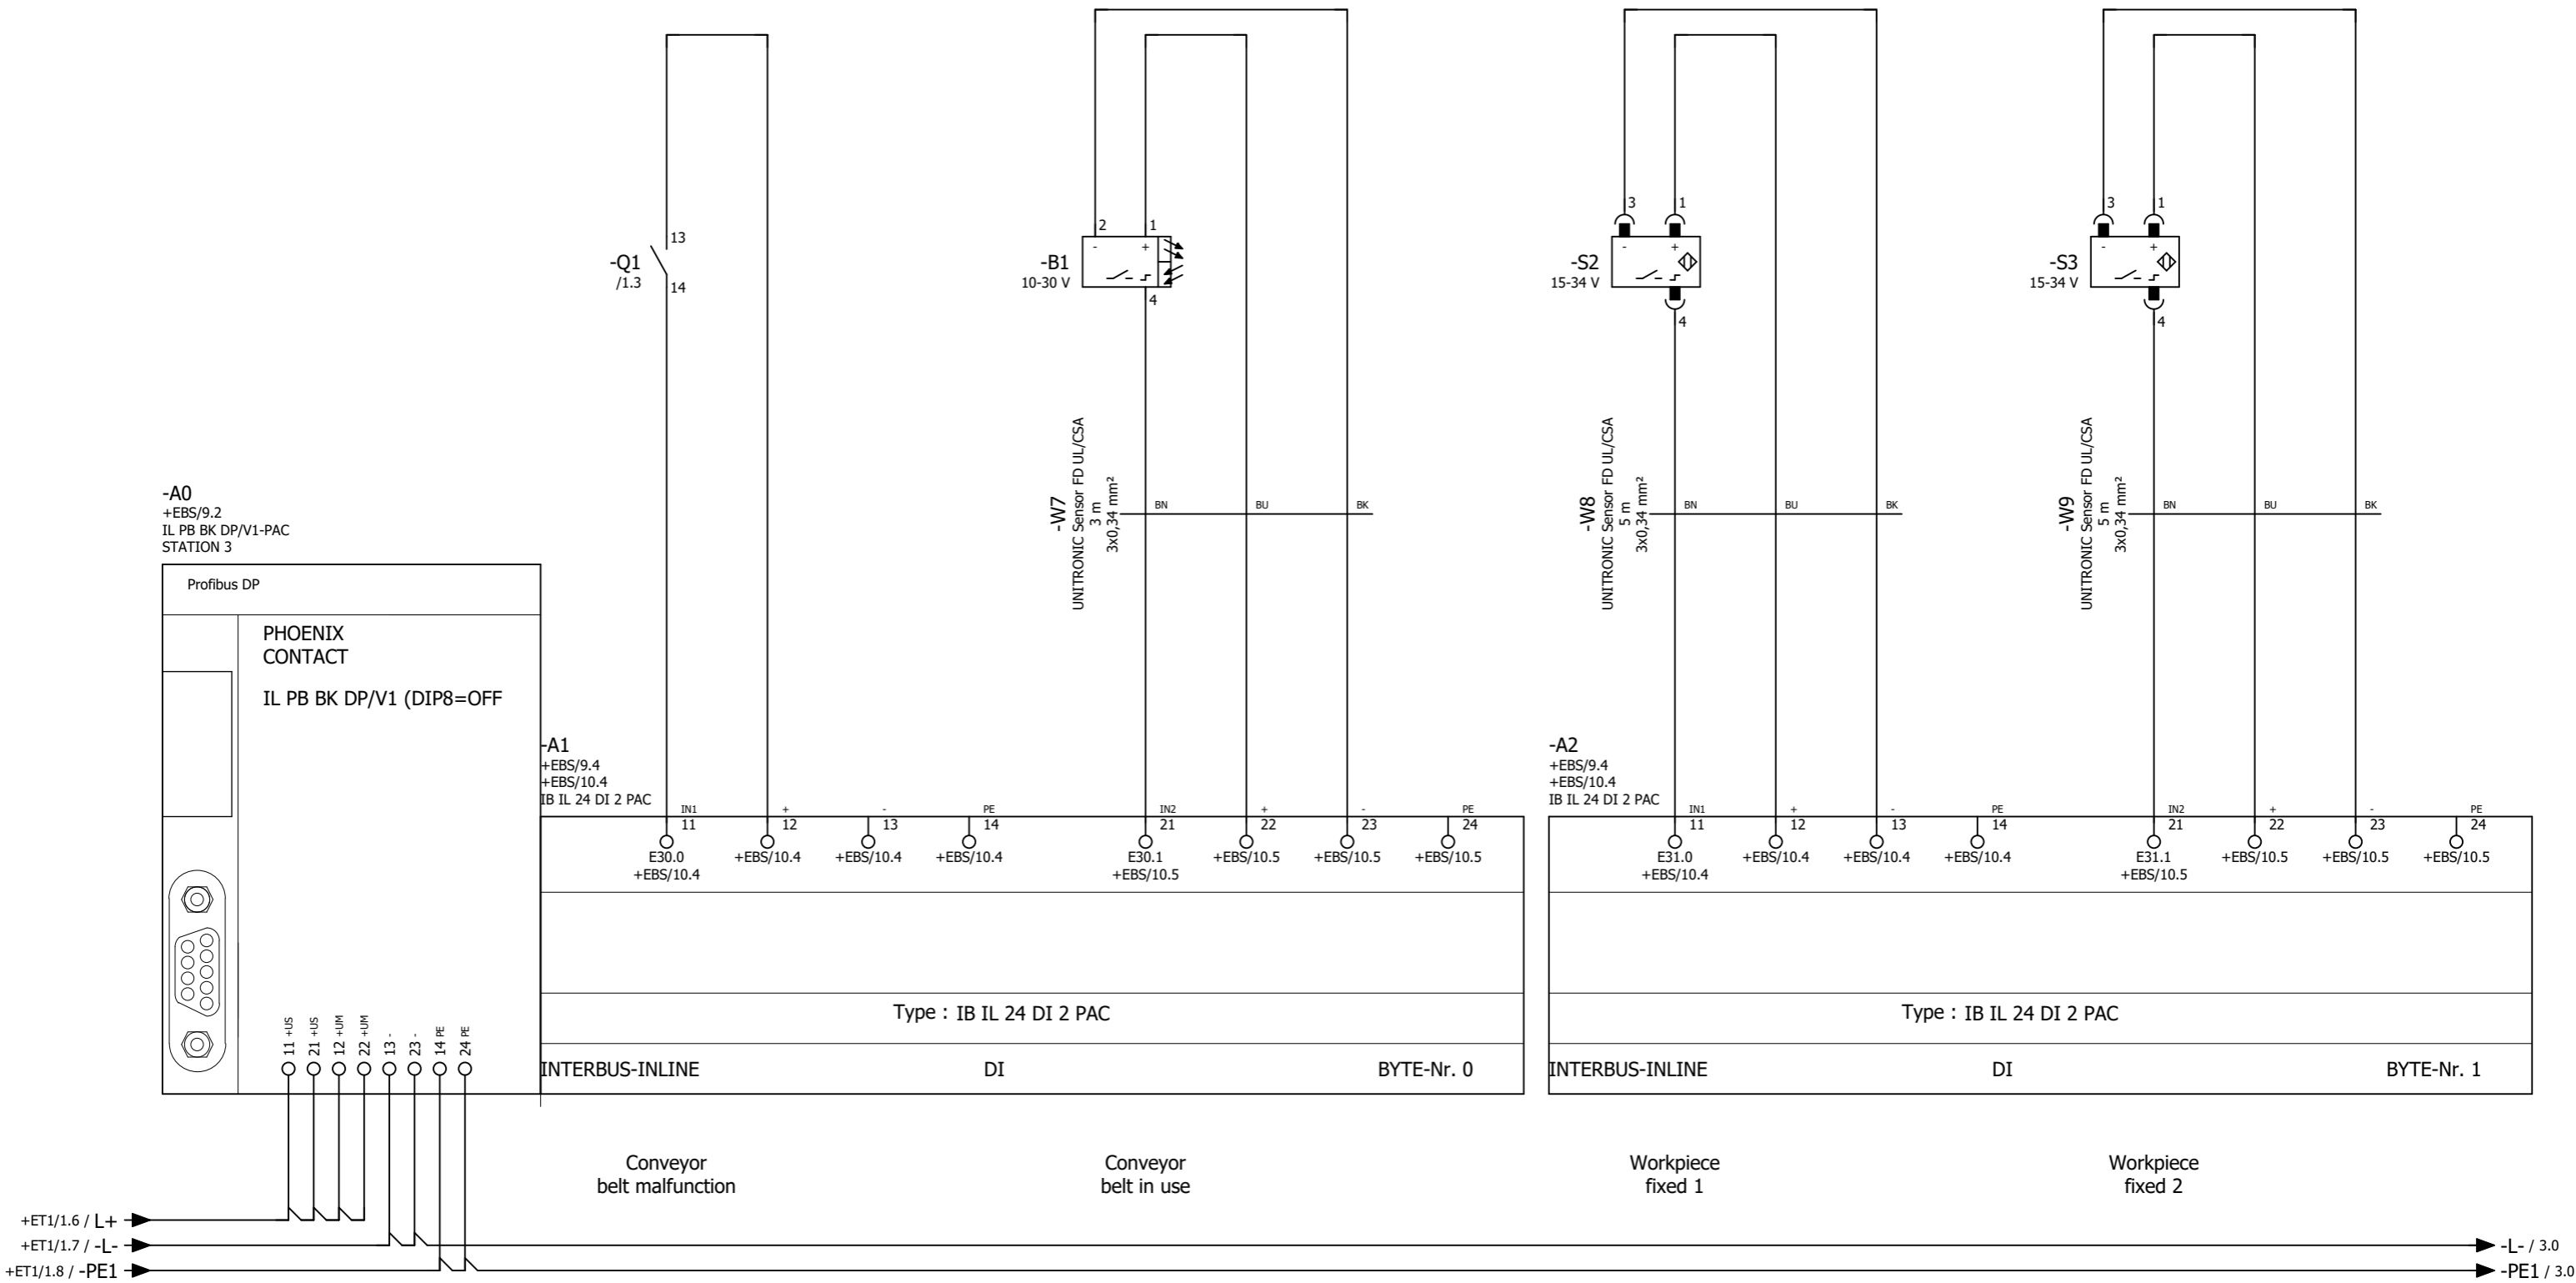 3
1
3
1
13
-Q1
/1.3
14
2
1
-
+
-B1
10-30 V
4
-
+
-S2
15-34 V
4
-
+
-S3
15-34 V
4
-W7
UNITRONIC Sensor FD UL/CSA
3 m
3x0,34 mm²
BN
BU
BK
-W8
UNITRONIC Sensor FD UL/CSA
5 m
3x0,34 mm²
BN
BU
BK
-W9
UNITRONIC Sensor FD UL/CSA
5 m
3x0,34 mm²
BN
BU
BK
-A0
+EBS/9.2
IL PB BK DP/V1-PAC
STATION 3
Profibus DP
PHOENIX
CONTACT
IL PB BK DP/V1 (DIP8=OFF
11 +US
21 +US
12 +UM
22 +UM
13 -
23 -
14 PE
24 PE
-A1
+EBS/9.4
+EBS/10.4
IB IL 24 DI 2 PAC
IN1 + - PE IN2 + - PE
11 12 13 14 21 22 23 24
E30.0 +EBS/10.4 +EBS/10.4 +EBS/10.4 E30.1 +EBS/10.5 +EBS/10.5 +EBS/10.5
+EBS/10.4 +EBS/10.5
Type : IB IL 24 DI 2 PAC
INTERBUS-INLINE DI BYTE-Nr. 0
-A2
+EBS/9.4
+EBS/10.4
IB IL 24 DI 2 PAC
IN1 + - PE IN2 + - PE
11 12 13 14 21 22 23 24
E31.0 +EBS/10.4 +EBS/10.4 +EBS/10.4 E31.1 +EBS/10.5 +EBS/10.5 +EBS/10.5
+EBS/10.4 +EBS/10.5
Type : IB IL 24 DI 2 PAC
INTERBUS-INLINE DI BYTE-Nr. 1
Conveyor
belt malfunction
Conveyor
belt in use
Workpiece
fixed 1
Workpiece
fixed 2
+ET1/1.6 / L+
+ET1/1.7 / -L-
+ET1/1.8 / -PE1
-L- / 3.0
-PE1 / 3.0